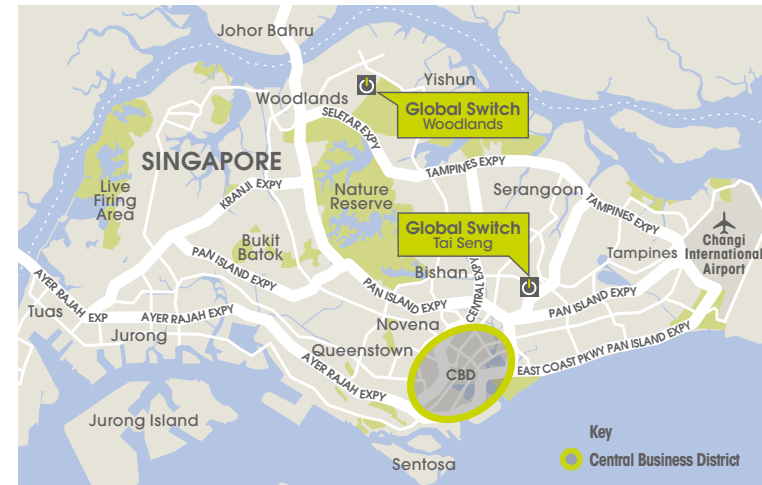 Johor Bahru
Yishun
Woodlands
Global Switch
Woodlands
SELETAR EXPY
SINGAPORE
TAMPINES EXPY
Live
Firing
Area
KRANJI EXPY
Nature
Reserve
Serangoon
TAMPINES EXPY
Global Switch
Tai Seng
Bukit
Batok
PAN ISLAND EXPY
Bishan
CENTRAL EXPY
Tampines
Changi
International
Airport
AYER RAJAH EXP
PAN ISLAND EXPY
PAN ISLAND EXPY
Tuas
AYER RAJAH EXPY
Jurong
Novena
Queenstown
AYER RAJAH EXPY
CBD
EAST COAST PKWY PAN ISLAND EXPY
Jurong Island
Sentosa
Key
Central Business District